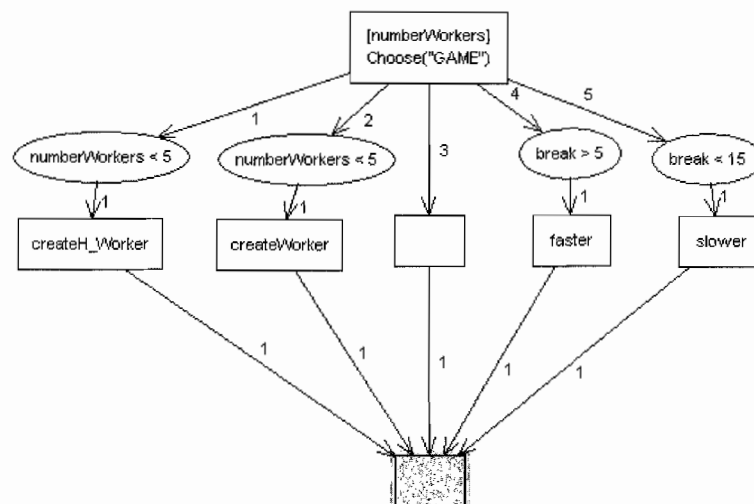 [numberWorkers]
Choose("GAME")
1
2
3
4
5
numberWorkers < 5
numberWorkers < 5
break > 5
break < 15
1
1
1
1
createH_Worker
createWorker
faster
slower
1
1
1
1
1